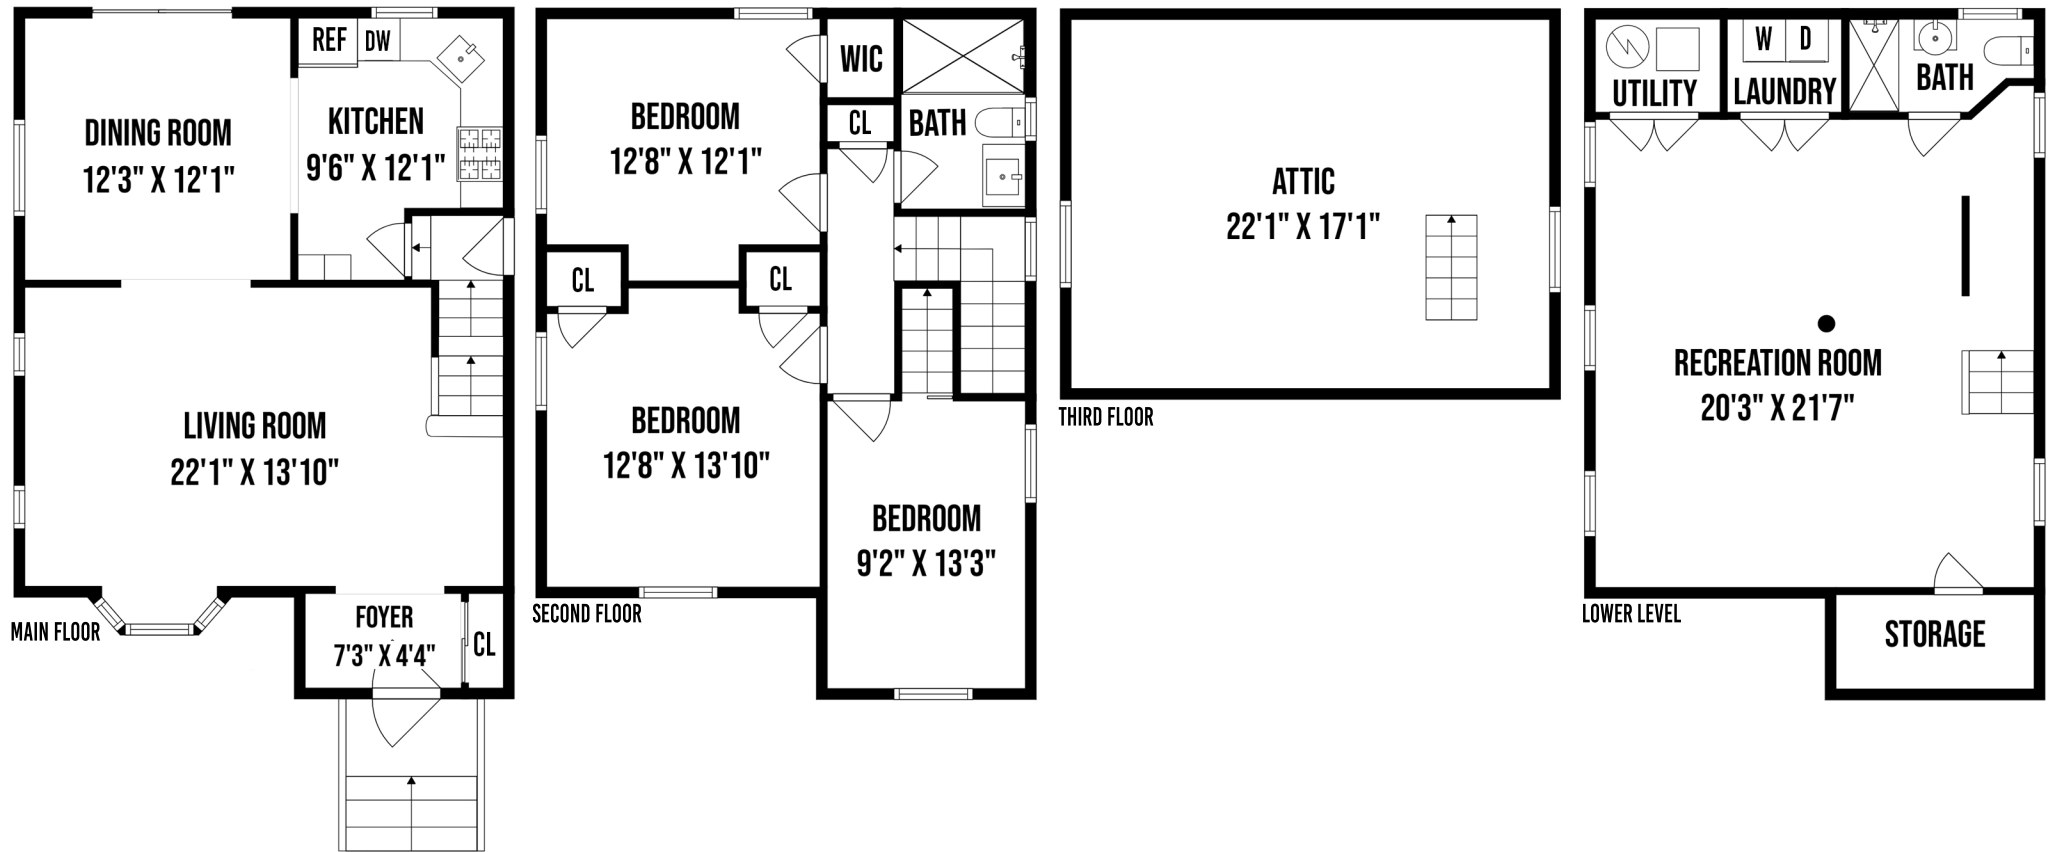 DINING ROOM
12'3" X 12'1"
REF
DW
KITCHEN
9'6" X 12'1"
LIVING ROOM
22'1" X 13'10"
FOYER
7'3" X 4'4"
CL
MAIN FLOOR
BEDROOM
12'8" X 12'1"
WIC
CL
BATH
CL
CL
BEDROOM
12'8" X 13'10"
BEDROOM
9'2" X 13'3"
SECOND FLOOR
ATTIC
22'1" X 17'1"
THIRD FLOOR
UTILITY
W D
LAUNDRY
BATH
RECREATION ROOM
20'3" X 21'7"
STORAGE
LOWER LEVEL